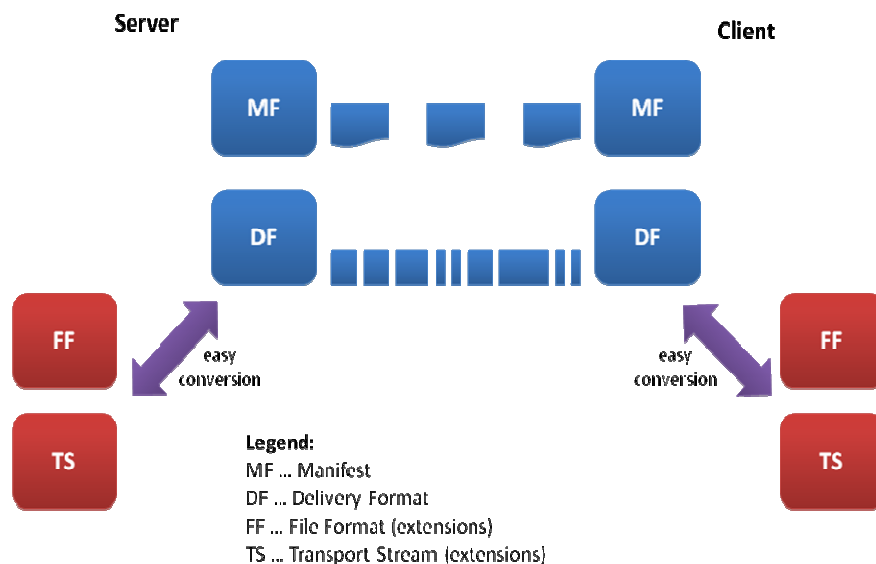 Server
Client
MF
MF
DF
DF
FF
easy
conversion
easy
conversion
FF
TS
TS
Legend:
MF ... Manifest
DF ... Delivery Format
FF ... File Format (extensions)
TS ... Transport Stream (extensions)